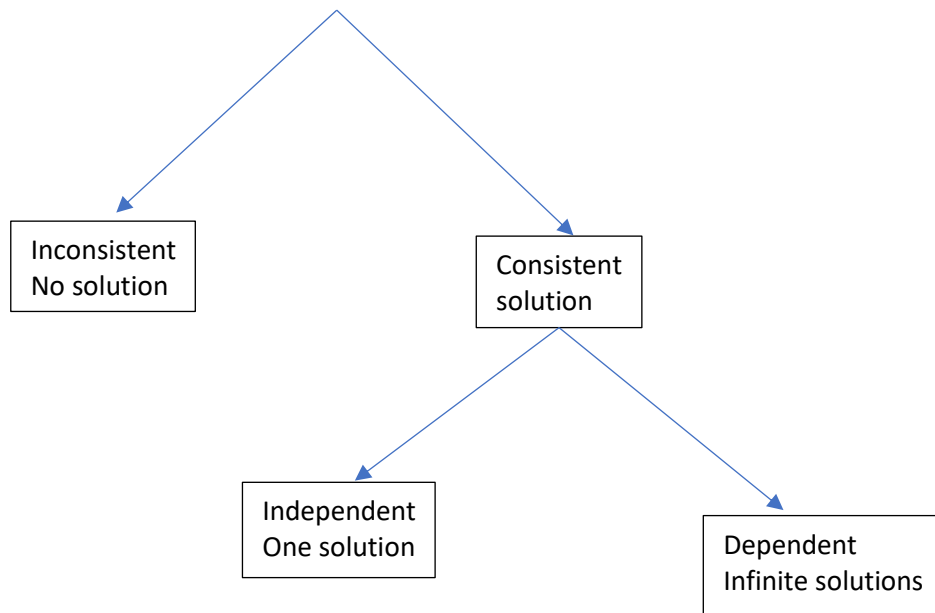 Inconsistent
No solution
Consistent
solution
Independent
One solution
Dependent
Infinite solutions